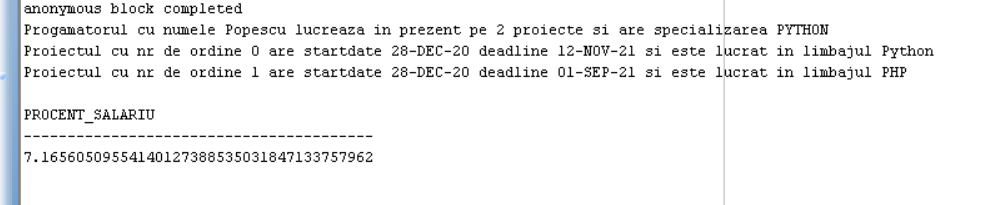 anonymous block completed
Progamatorul cu numele Popescu lucreaza in prezent pe 2 proiecte si are specializarea PYTHON
Proiectul cu nr de ordine 0 are startdate 28-DEC-20 deadline 12-NOV-21 si este lucrat in limbajul Python
Proiectul cu nr de ordine 1 are startdate 28-DEC-20 deadline 01-SEP-21 si este lucrat in limbajul PHP
PROCENT_SALARIU
---------------------------------------
7.16560509554140127388535031847133757962